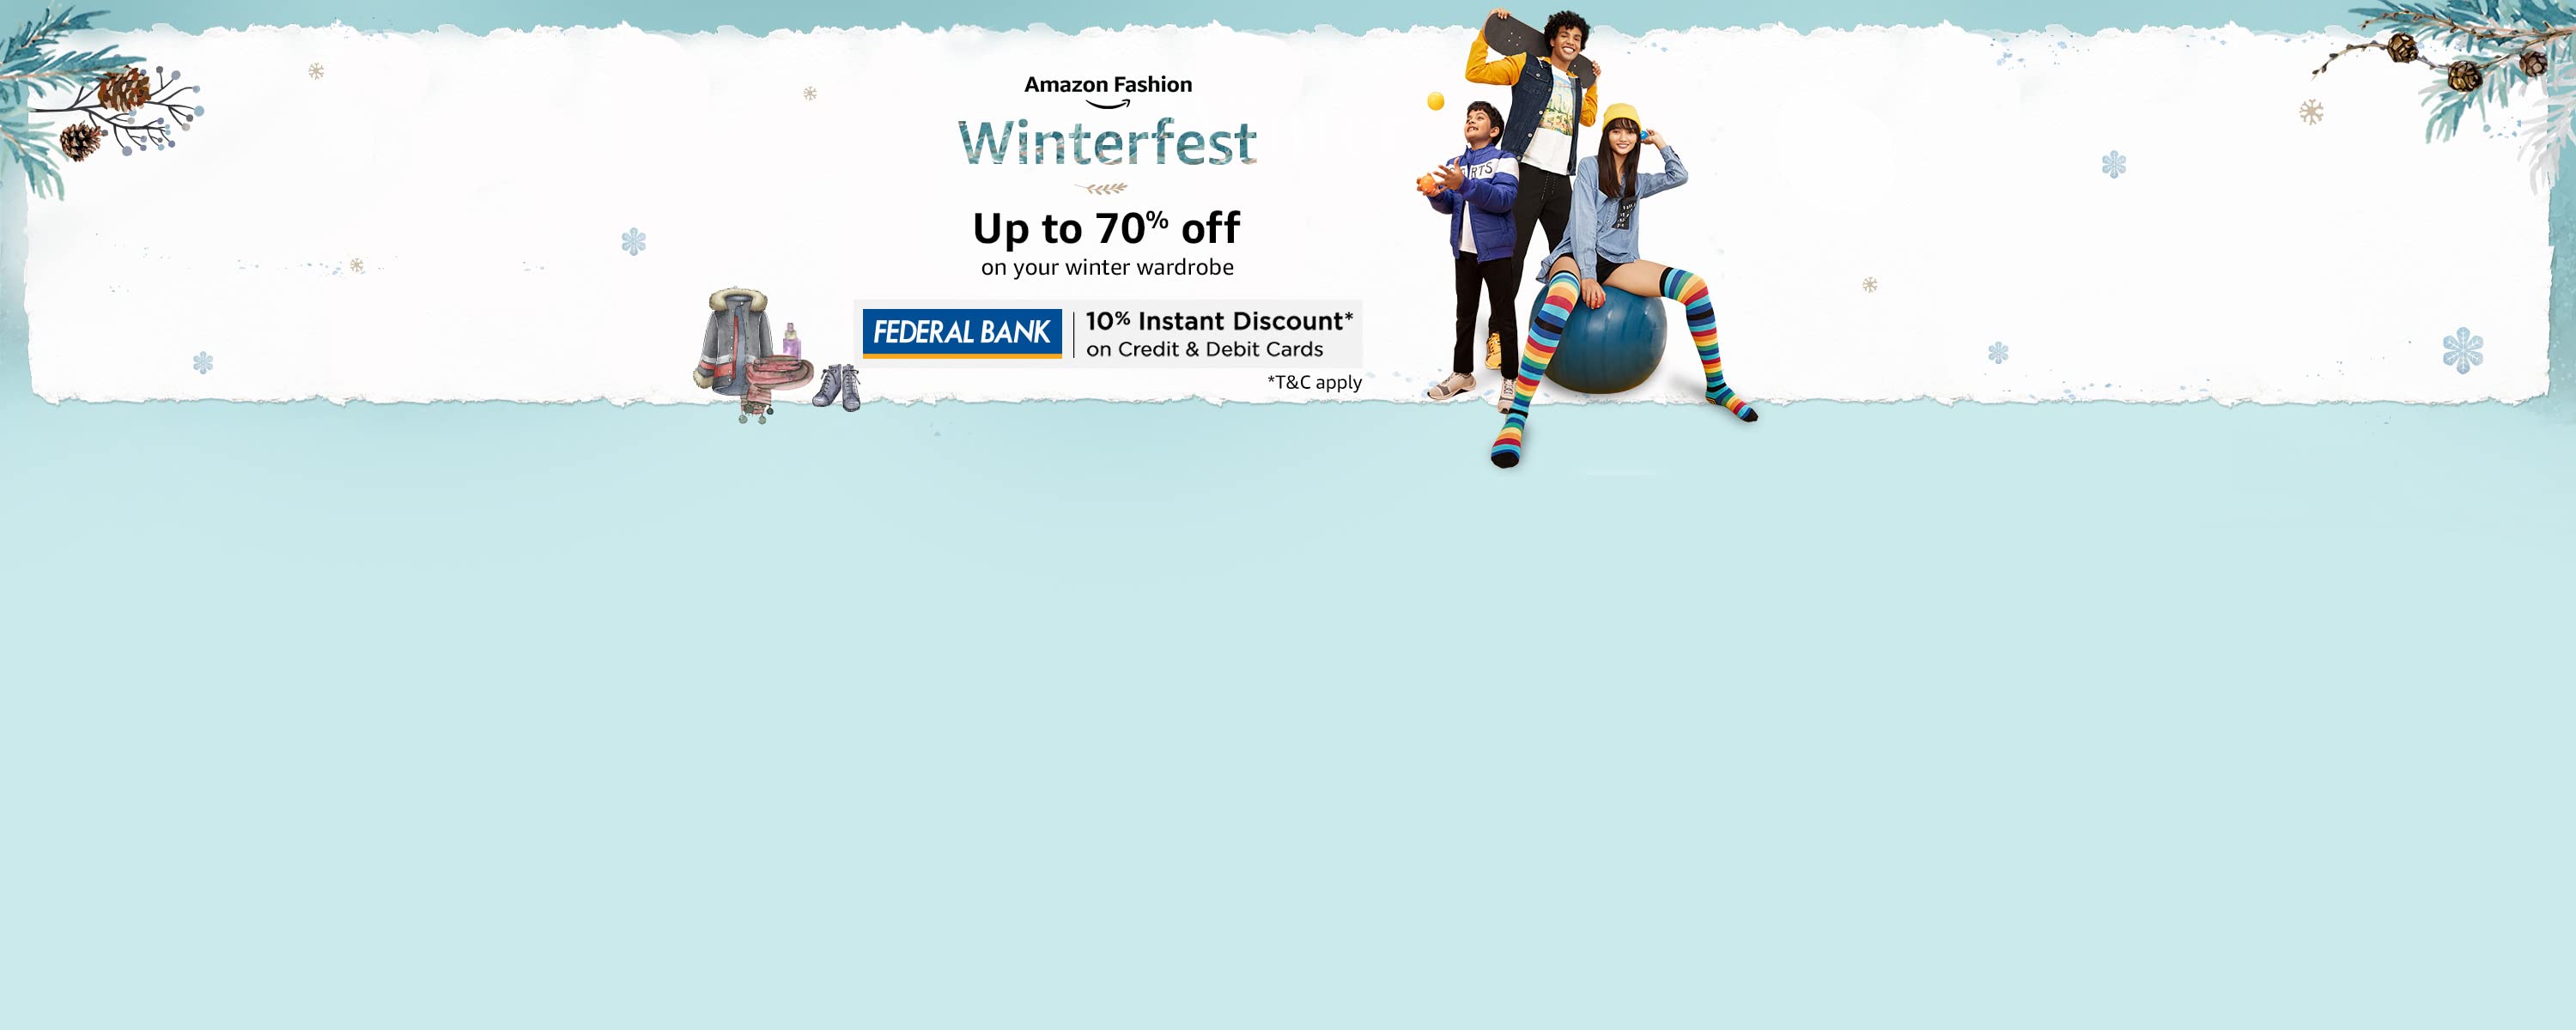 Amazon Fashion
Winterfest
Up to 70% off
on your winter wardrobe
FEDERAL BANK
10% Instant Discount*
on Credit & Debit Cards
*T&C apply